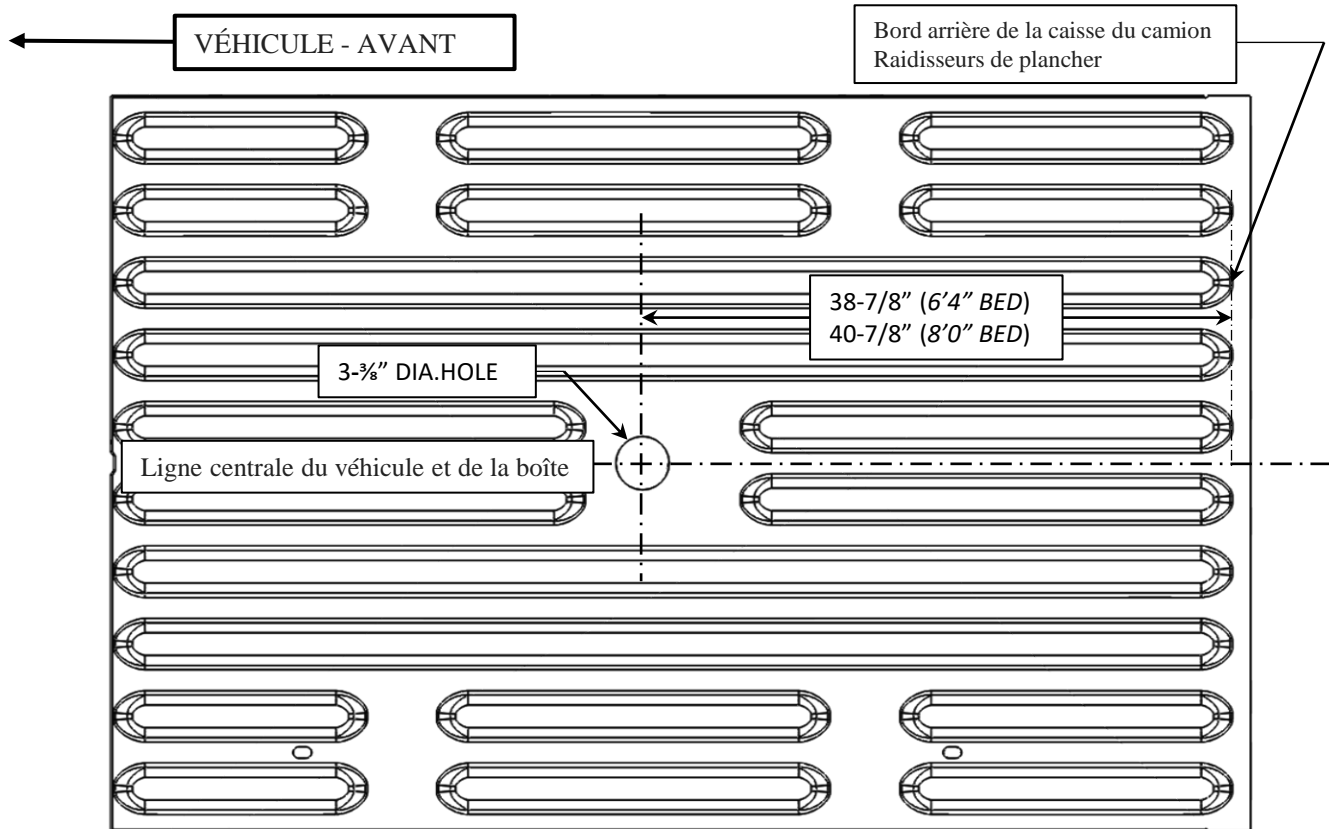 VÉHICULE - AVANT
Bord arrière de la caisse du camion
Raidisseurs de plancher
38-7/8” (6’4” BED)
40-7/8” (8’0” BED)
3-⅜” DIA.HOLE
Ligne centrale du véhicule et de la boîte